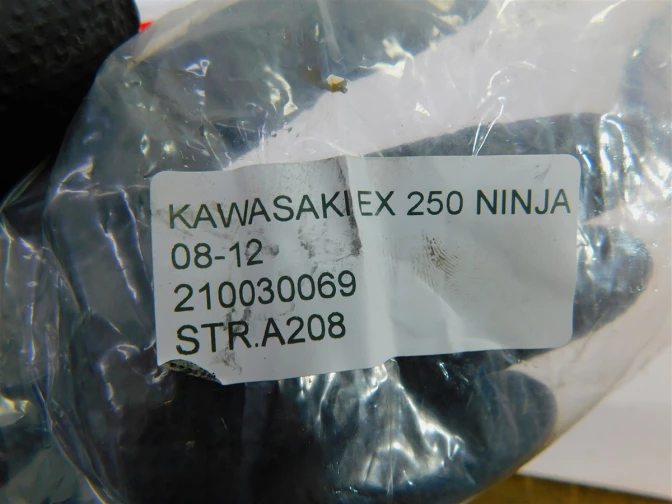 KAWASAKI EX 250 NINJA
08-12
210030069
STR.A208